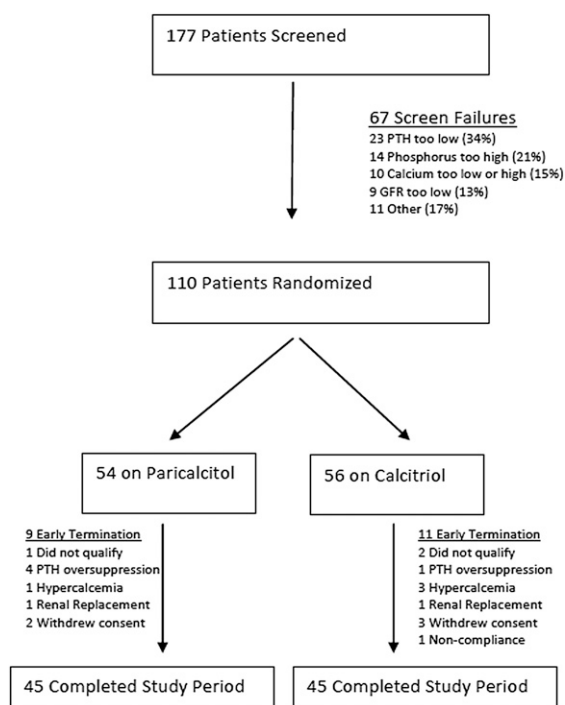 177 Patients Screened
67 Screen Failures
23 PTH too low (34%)
14 Phosphorus too high (21%)
10 Calcium too low or high (15%)
9 GFR too low (13%)
11 Other (17%)
110 Patients Randomized
54 on Paricalcitol
56 on Calcitriol
9 Early Termination
1 Did not qualify
4 PTH oversuppression
1 Hypercalcemia
1 Renal Replacement
2 Withdrew consent
11 Early Termination
2 Did not qualify
1 PTH oversuppression
3 Hypercalcemia
1 Renal Replacement
3 Withdrew consent
1 Non-compliance
45 Completed Study Period
45 Completed Study Period